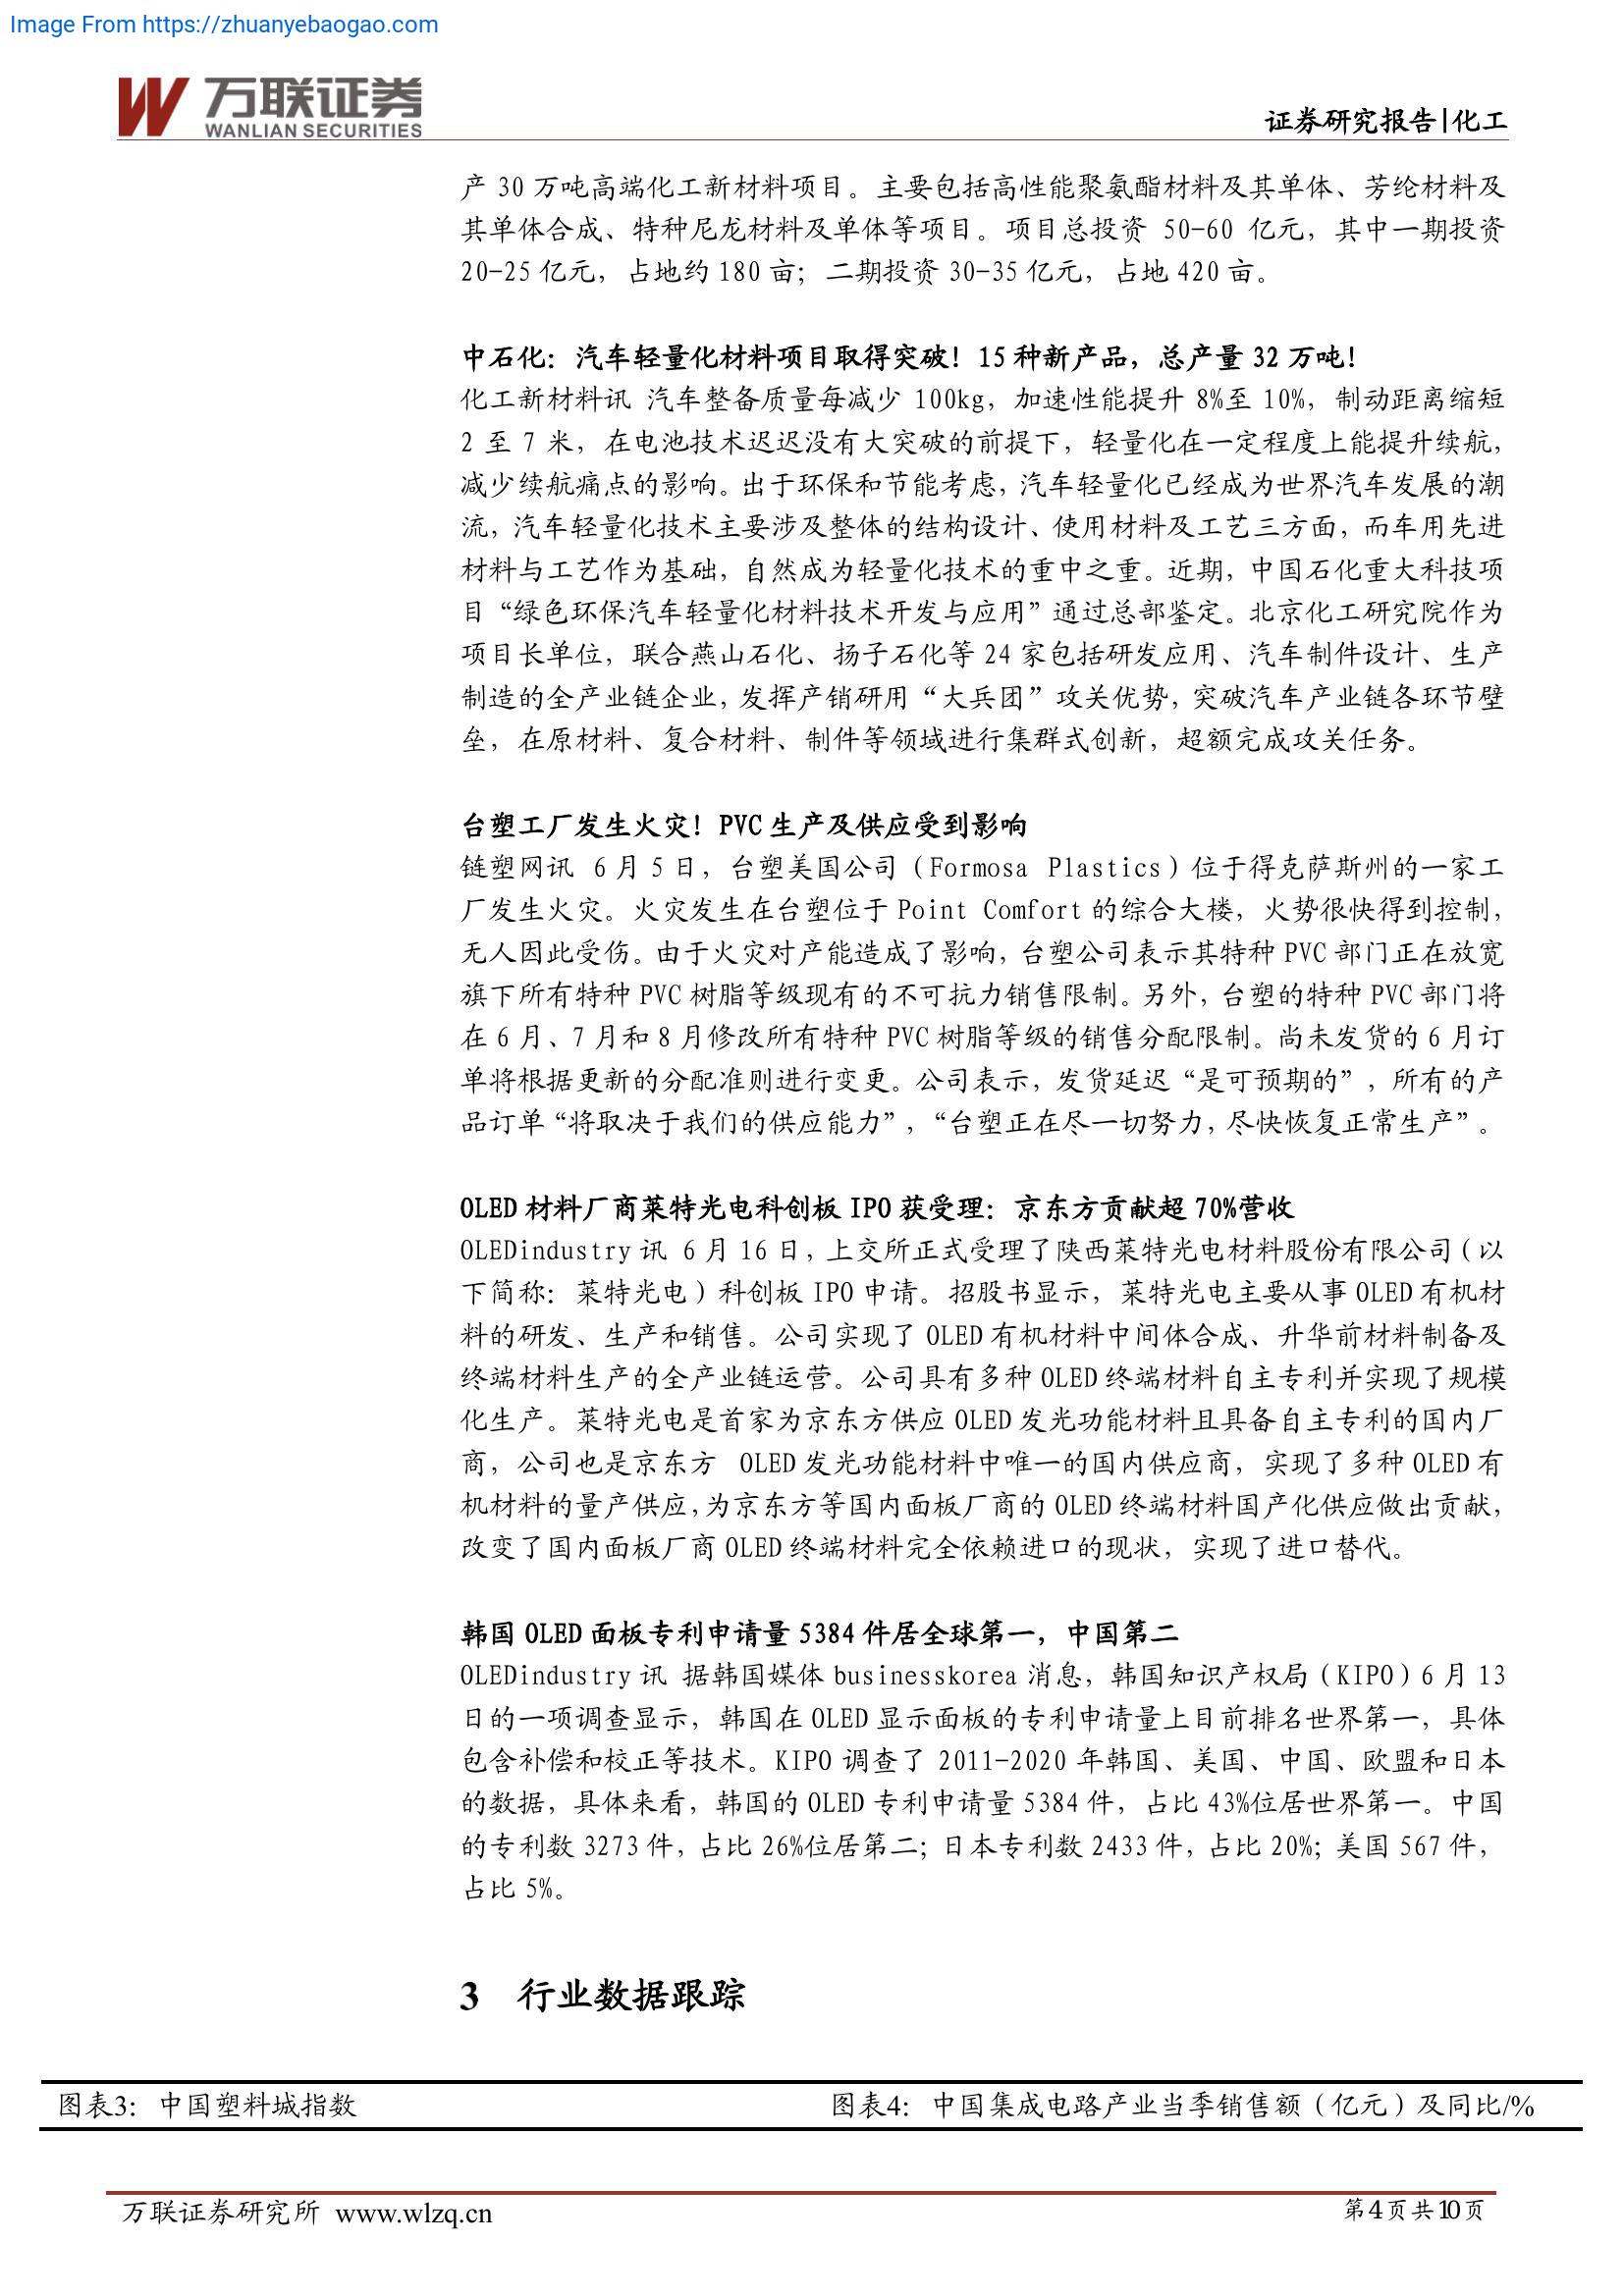 Image From https://zhuanyebaogao.com
万联证券
WANLIAN SECURITIES
证券研究报告|化工
产 30 万吨高端化工新材料项目。主要包括高性能聚氨酯材料及其单体、芳纶材料及
其单体合成、特种尼龙材料及单体等项目。项目总投资 50-60 亿元，其中一期投资
20-25 亿元，占地约 180 亩；二期投资 30-35 亿元，占地 420 亩。
中石化：汽车轻量化材料项目取得突破！15 种新产品，总产量 32 万吨！
化工新材料讯 汽车整备质量每减少 100kg，加速性能提升 8%至 10%，制动距离缩短
2 至 7 米，在电池技术迟迟没有大突破的前提下，轻量化在一定程度上能提升续航，
减少续航痛点的影响。出于环保和节能考虑，汽车轻量化已经成为世界汽车发展的潮
流，汽车轻量化技术主要涉及整体的结构设计、使用材料及工艺三方面，而车用先进
材料与工艺作为基础，自然成为轻量化技术的重中之重。近期，中国石化重大科技项
目“绿色环保汽车轻量化材料技术开发与应用”通过总部鉴定。北京化工研究院作为
项目长单位，联合燕山石化、扬子石化等 24 家包括研发应用、汽车制件设计、生产
制造的全产业链企业，发挥产销研用“大兵团”攻关优势，突破汽车产业链各环节壁
垒，在原材料、复合材料、制件等领域进行集群式创新，超额完成攻关任务。
台塑工厂发生火灾！PVC 生产及供应受到影响
链塑网讯 6 月 5 日，台塑美国公司（Formosa Plastics）位于得克萨斯州的一家工
厂发生火灾。火灾发生在台塑位于 Point Comfort 的综合大楼，火势很快得到控制，
无人因此受伤。由于火灾对产能造成了影响，台塑公司表示其特种 PVC 部门正在放宽
旗下所有特种 PVC 树脂等级现有的不可抗力销售限制。另外，台塑的特种 PVC 部门将
在 6 月、7 月和 8 月修改所有特种 PVC 树脂等级的销售分配限制。尚未发货的 6 月订
单将根据更新的分配准则进行变更。公司表示，发货延迟“是可预期的”，所有的产
品订单“将取决于我们的供应能力”，“台塑正在尽一切努力，尽快恢复正常生产”。
OLED 材料厂商莱特光电科创板 IPO 获受理：京东方贡献超 70%营收
OLEDindustry 讯 6 月 16 日，上交所正式受理了陕西莱特光电材料股份有限公司（以
下简称：莱特光电）科创板 IPO 申请。招股书显示，莱特光电主要从事 OLED 有机材
料的研发、生产和销售。公司实现了 OLED 有机材料中间体合成、升华前材料制备及
终端材料生产的全产业链运营。公司具有多种 OLED 终端材料自主专利并实现了规模
化生产。莱特光电是首家为京东方供应 OLED 发光功能材料且具备自主专利的国内厂
商，公司也是京东方 OLED 发光功能材料中唯一的国内供应商，实现了多种 OLED 有
机材料的量产供应，为京东方等国内面板厂商的 OLED 终端材料国产化供应做出贡献，
改变了国内面板厂商 OLED 终端材料完全依赖进口的现状，实现了进口替代。
韩国 OLED 面板专利申请量 5384 件居全球第一，中国第二
OLEDindustry 讯 据韩国媒体 businesskorea 消息，韩国知识产权局（KIPO）6 月 13
日的一项调查显示，韩国在 OLED 显示面板的专利申请量上目前排名世界第一，具体
包含补偿和校正等技术。KIPO 调查了 2011-2020 年韩国、美国、中国、欧盟和日本
的数据，具体来看，韩国的 OLED 专利申请量 5384 件，占比 43%位居世界第一。中国
的专利数 3273 件，占比 26%位居第二；日本专利数 2433 件，占比 20%；美国 567 件，
占比 5%。
3 行业数据跟踪
图表3：中国塑料城指数
图表4：中国集成电路产业当季销售额（亿元）及同比/%
万联证券研究所 www.wlzq.cn
第4页共10页